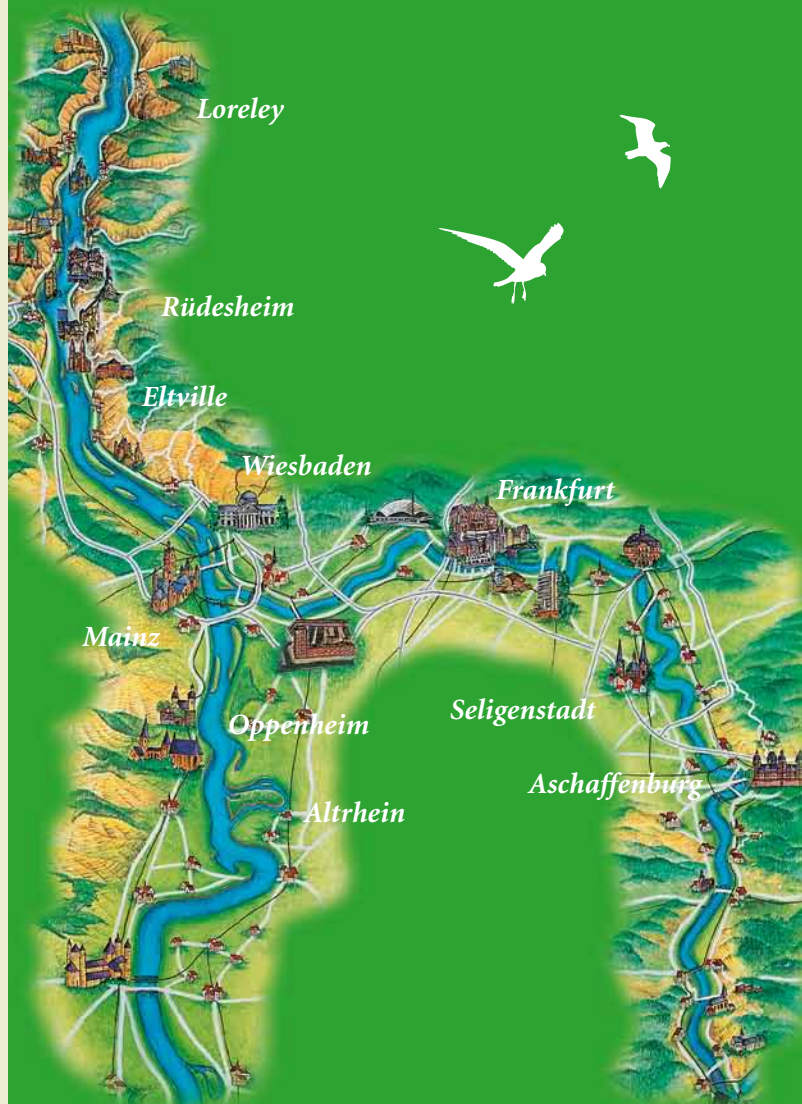 Loreley
Rüdesheim
Eltville
Wiesbaden
Frankfurt
Mainz
Oppenheim
Seligenstadt
Aschaffenburg
Altrhein